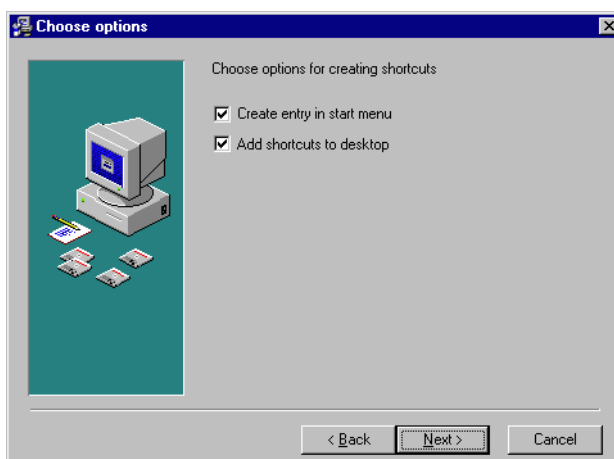 Choose options
Choose options for creating shortcuts
Create entry in start menu
Add shortcuts to desktop
< Back
Next >
Cancel